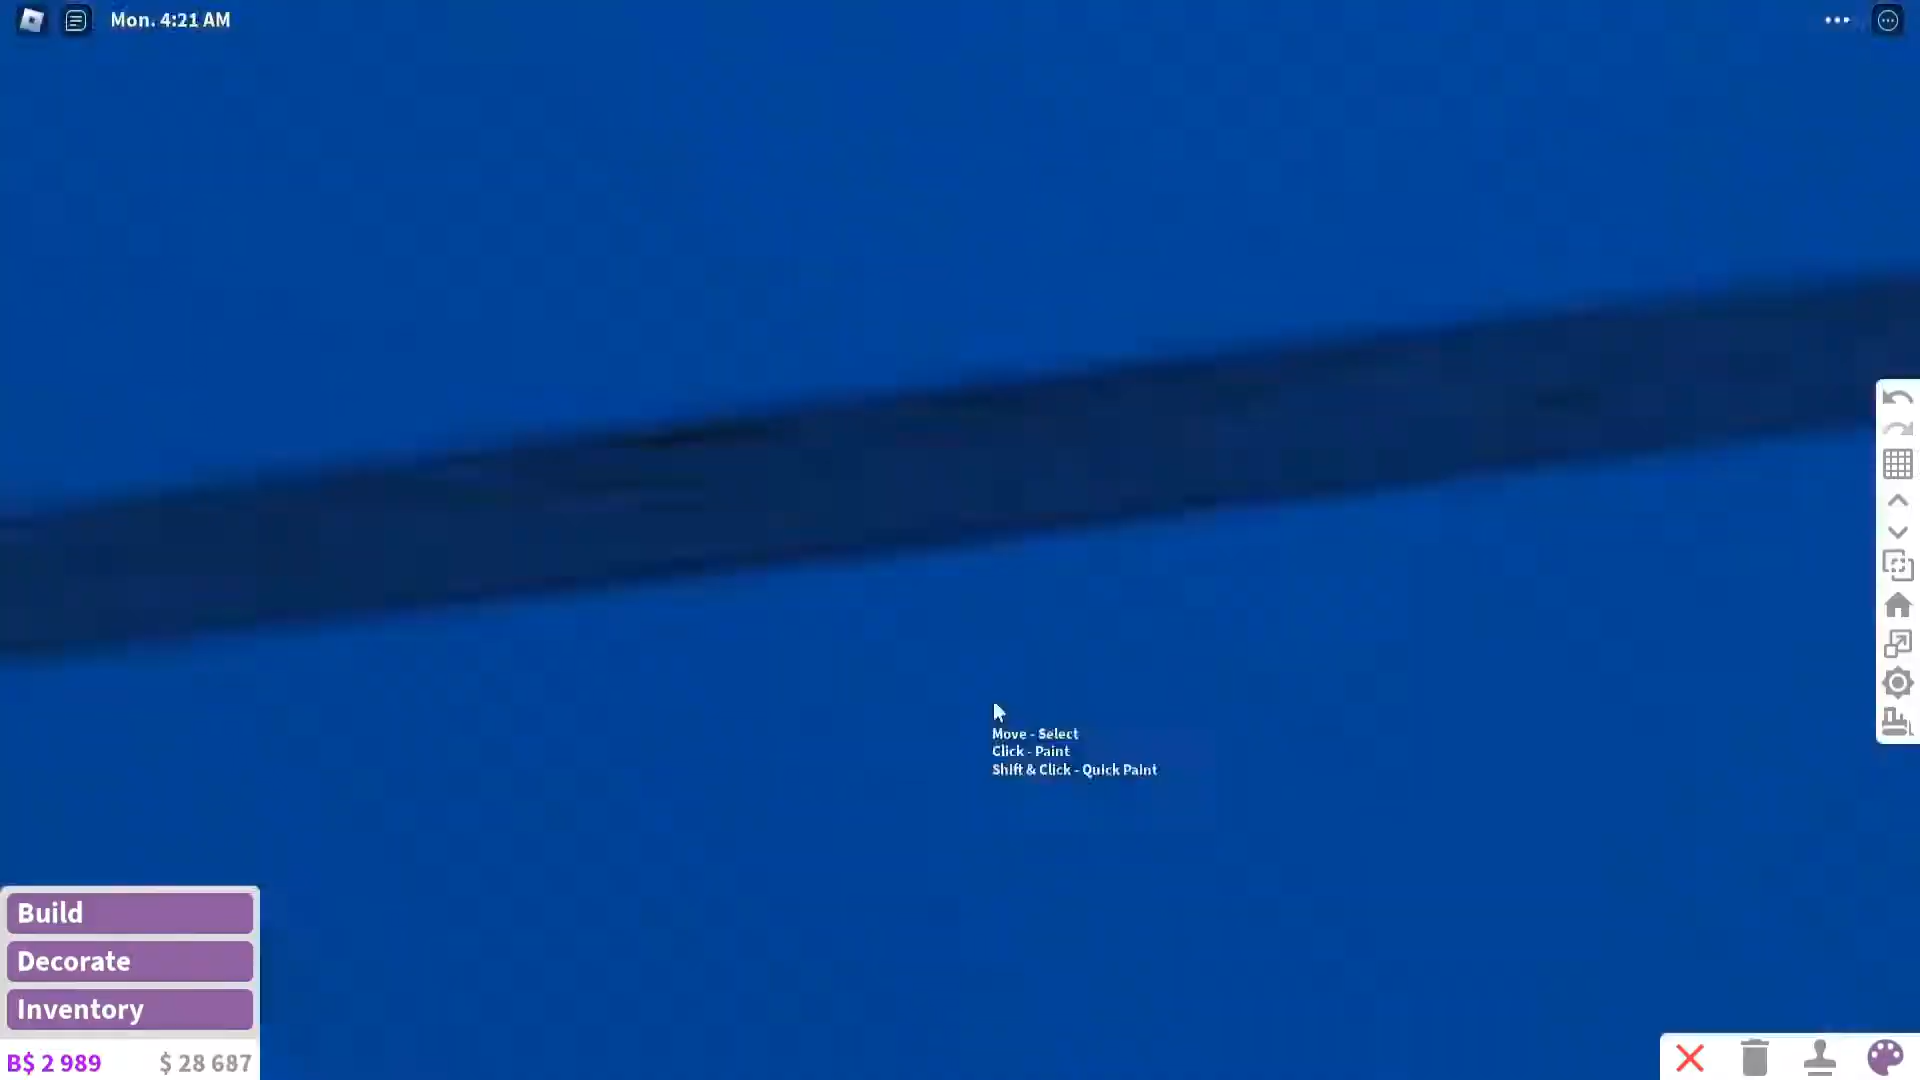 Mon. 4:21 AM
Move - Select
Click - Paint
Shift & Click - Quick Paint
Build
Decorate
Inventory
B$ 2 989 $ 28 687